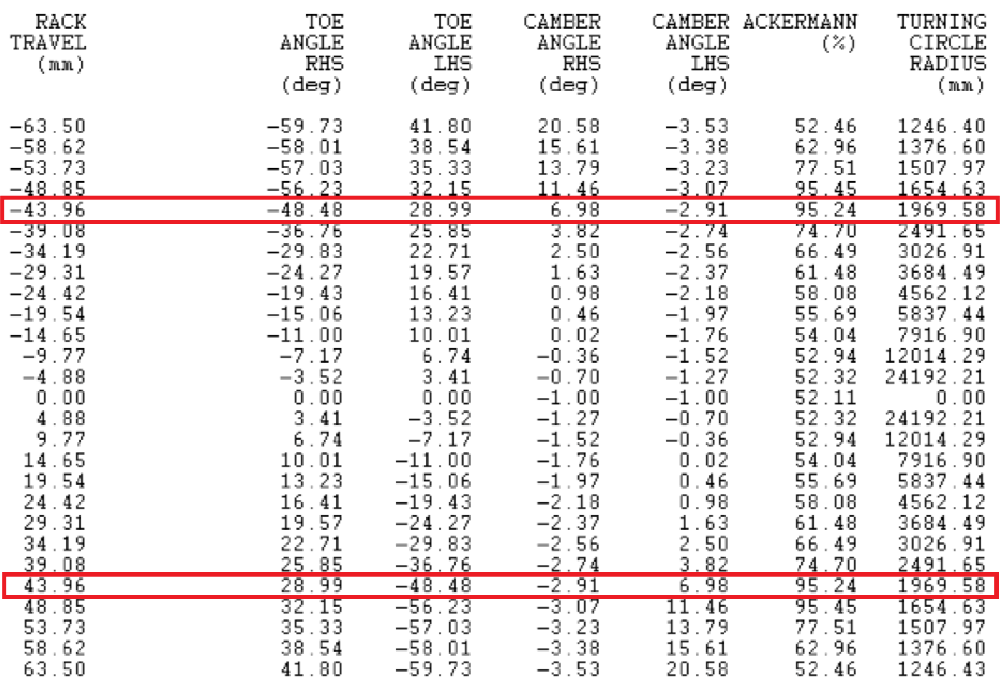 RACK TOE TOE CAMBER CAMBER ACKERMANN TURNING
TRAVEL ANGLE ANGLE ANGLE ANGLE (%) CIRCLE
(mm) RHS LHS RHS LHS RADIUS
(deg) (deg) (deg) (deg) (mm)
-63.50 -59.73 41.80 20.58 -3.53 52.46 1246.40
-58.62 -58.01 38.54 15.61 -3.38 62.96 1376.60
-53.73 -57.03 35.33 13.79 -3.23 77.51 1507.97
-48.85 -56.23 32.15 11.46 -3.07 95.45 1654.63
-43.96 -48.48 28.99 6.98 -2.91 95.24 1969.58
-39.08 -36.76 25.85 3.82 -2.74 74.70 2491.65
-34.19 -29.83 22.71 2.50 -2.56 66.49 3026.91
-29.31 -24.27 19.57 1.63 -2.37 61.48 3684.49
-24.42 -19.43 16.41 0.98 -2.18 58.08 4562.12
-19.54 -15.06 13.23 0.46 -1.97 55.69 5837.44
-14.65 -11.00 10.01 0.02 -1.76 54.04 7916.90
-9.77 -7.17 6.74 -0.36 -1.52 52.94 12014.29
-4.88 -3.52 3.41 -0.70 -1.27 52.32 24192.21
0.00 0.00 0.00 -1.00 -1.00 52.11 0.00
4.88 3.41 -3.52 -1.27 -0.70 52.32 24192.21
9.77 6.74 -7.17 -1.52 -0.36 52.94 12014.29
14.65 10.01 -11.00 -1.76 0.02 54.04 7916.90
19.54 13.23 -15.06 -1.97 0.46 55.69 5837.44
24.42 16.41 -19.43 -2.18 0.98 58.08 4562.12
29.31 19.57 -24.27 -2.37 1.63 61.48 3684.49
34.19 22.71 -29.83 -2.56 2.50 66.49 3026.91
39.08 25.85 -36.76 -2.74 3.82 74.70 2491.65
43.96 28.99 -48.48 -2.91 6.98 95.24 1969.58
48.85 32.15 -56.23 -3.07 11.46 95.45 1654.63
53.73 35.33 -57.03 -3.23 13.79 77.51 1507.97
58.62 38.54 -58.01 -3.38 15.61 62.96 1376.60
63.50 41.80 -59.73 -3.53 20.58 52.46 1246.43